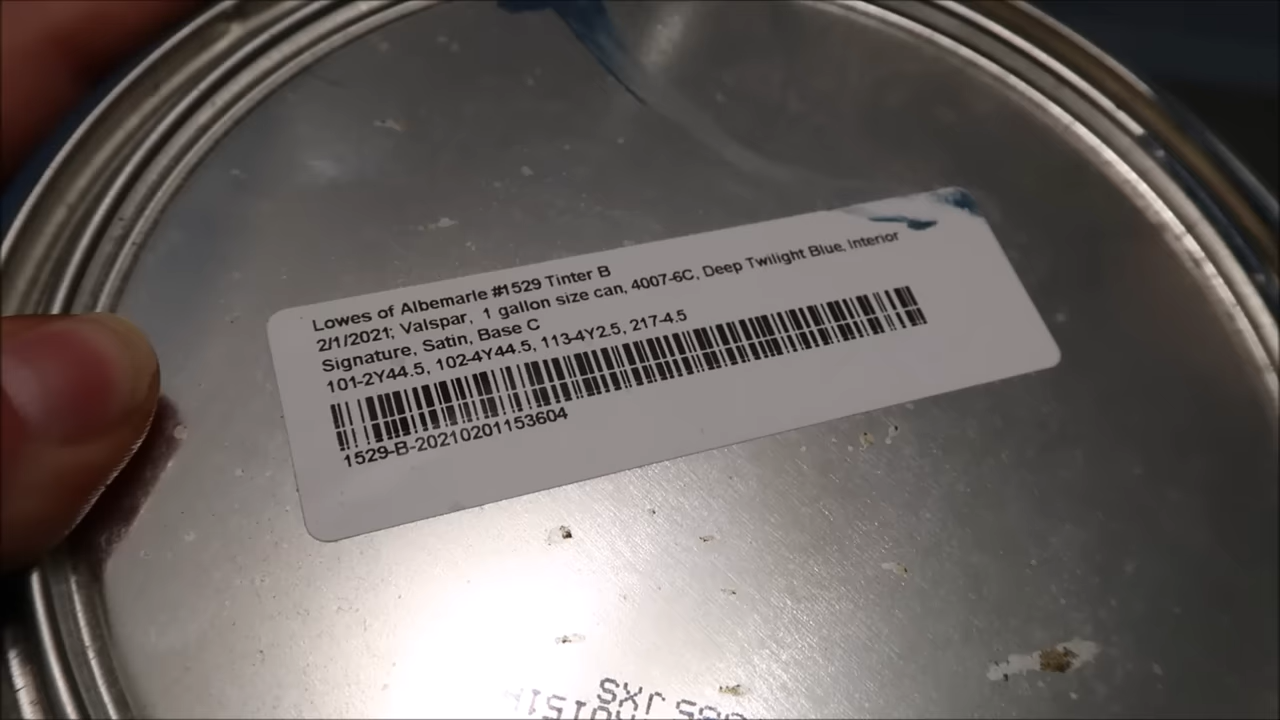 Lowes of Albemarle #1529 Tinter B
2/1/2021; Valspar, 1 gallon size can, 4007-6C, Deep Twilight Blue, Interior
Signature, Satin, Base C
101-2Y44.5, 102-4Y44.5, 113-4Y2.5, 217-4.5
1529-B-20210201153604
SXL